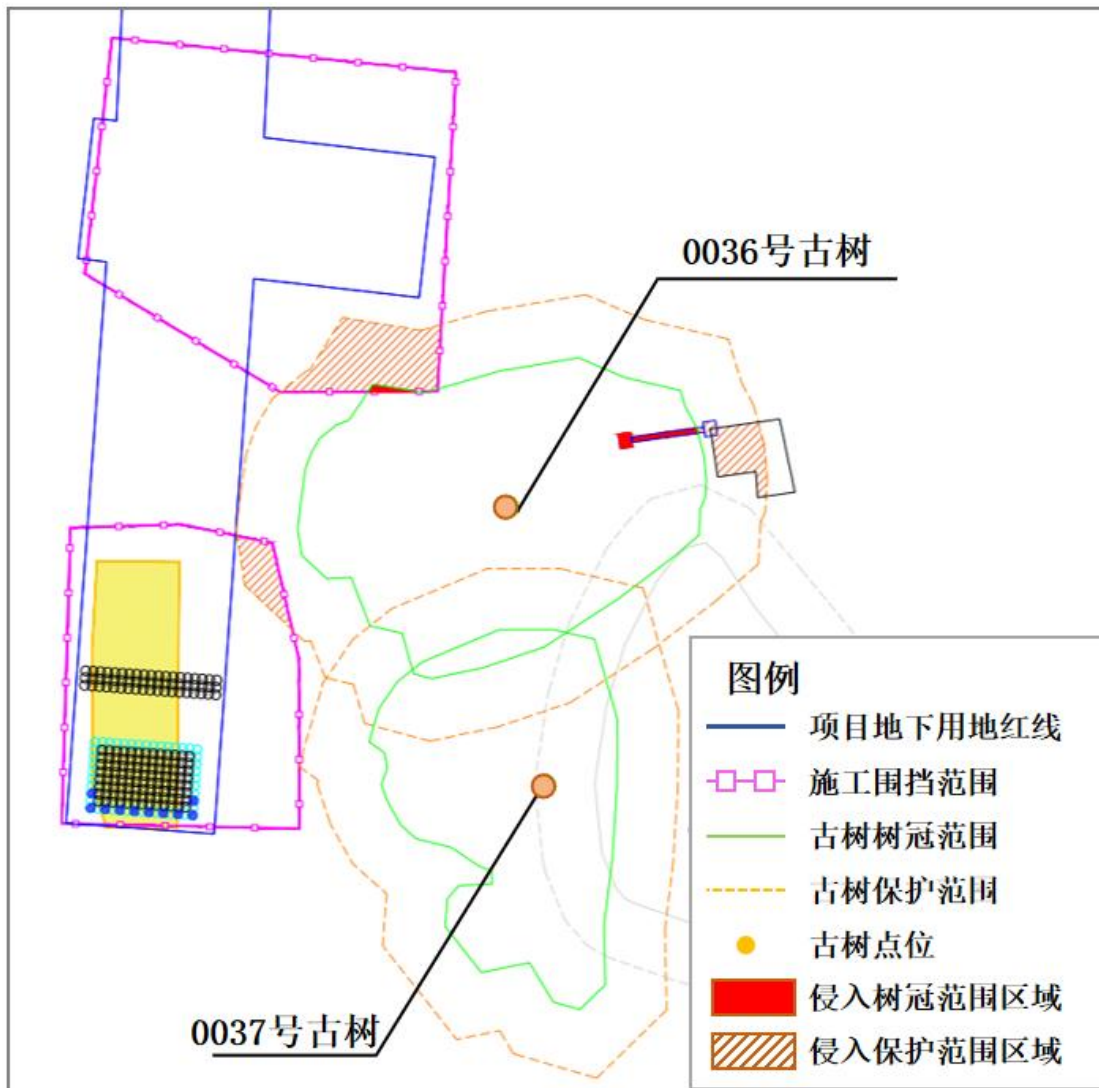 0036号古树
图例
项目地下用地红线
施工围挡范围
古树树冠范围
古树保护范围
古树点位
侵入树冠范围区域
侵入保护范围区域
0037号古树